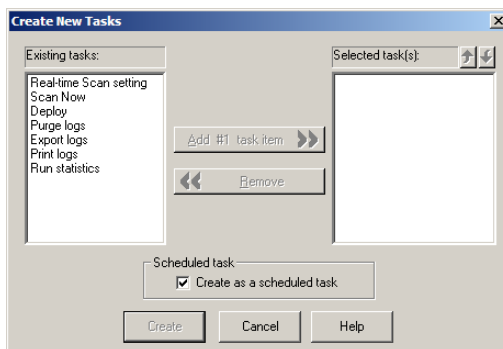 Create New Tasks
Existing tasks:
Selected task(s):
Real-time Scan setting
Scan Now
Deploy
Purge logs
Export logs
Print logs
Run statistics
Add #1 task item
Remove
Scheduled task
Create as a scheduled task
Create
Cancel
Help